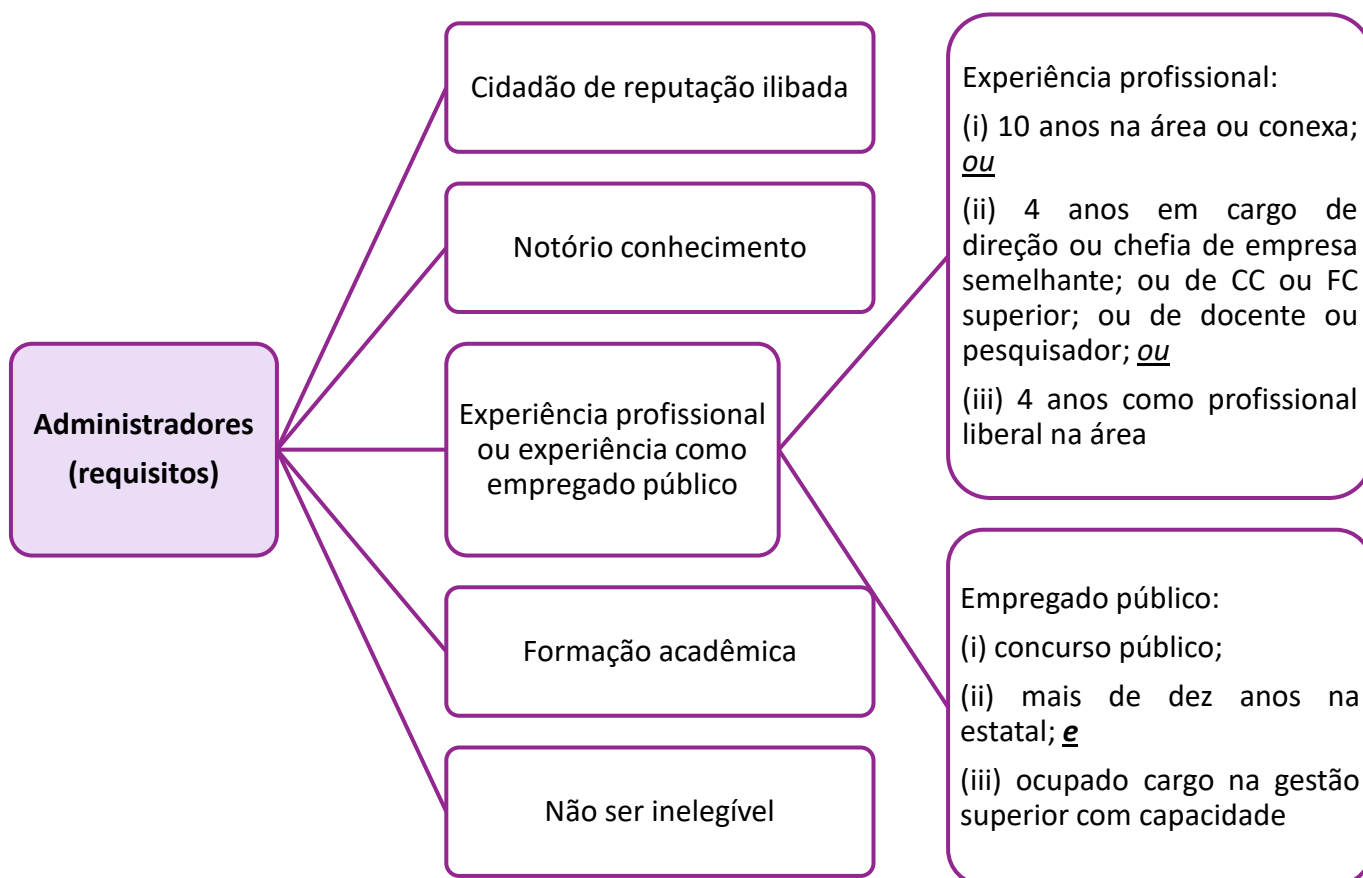 Administradores
(requisitos)
Cidadão de reputação ilibada
Notório conhecimento
Experiência profissional
ou experiência como
empregado público
Formação acadêmica
Não ser inelegível
Experiência profissional:
(i) 10 anos na área ou conexa;
ou
(ii) 4 anos em cargo de
direção ou chefia de empresa
semelhante; ou de CC ou FC
superior; ou de docente ou
pesquisador; ou
(iii) 4 anos como profissional
liberal na área
Empregado público:
(i) concurso público;
(ii) mais de dez anos na
estatal; e
(iii) ocupado cargo na gestão
superior com capacidade